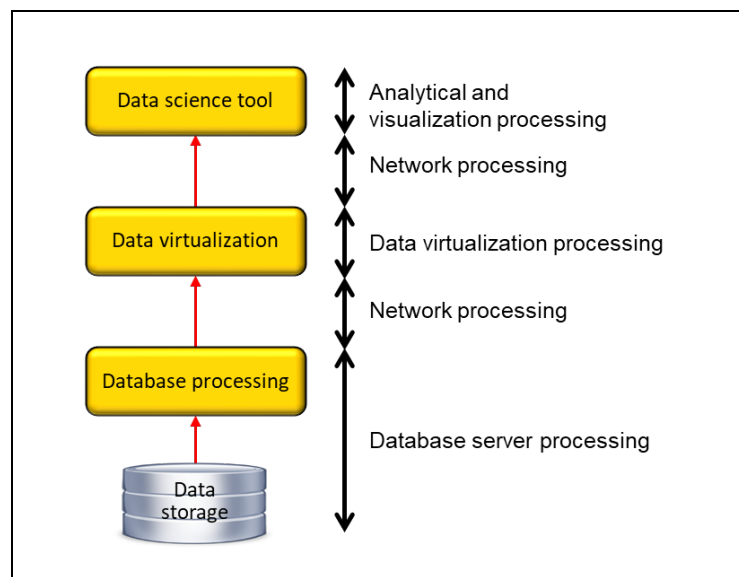 Data science tool
Analytical and
visualization processing
Network processing
Data virtualization
Data virtualization processing
Network processing
Database processing
Database server processing
Data
storage